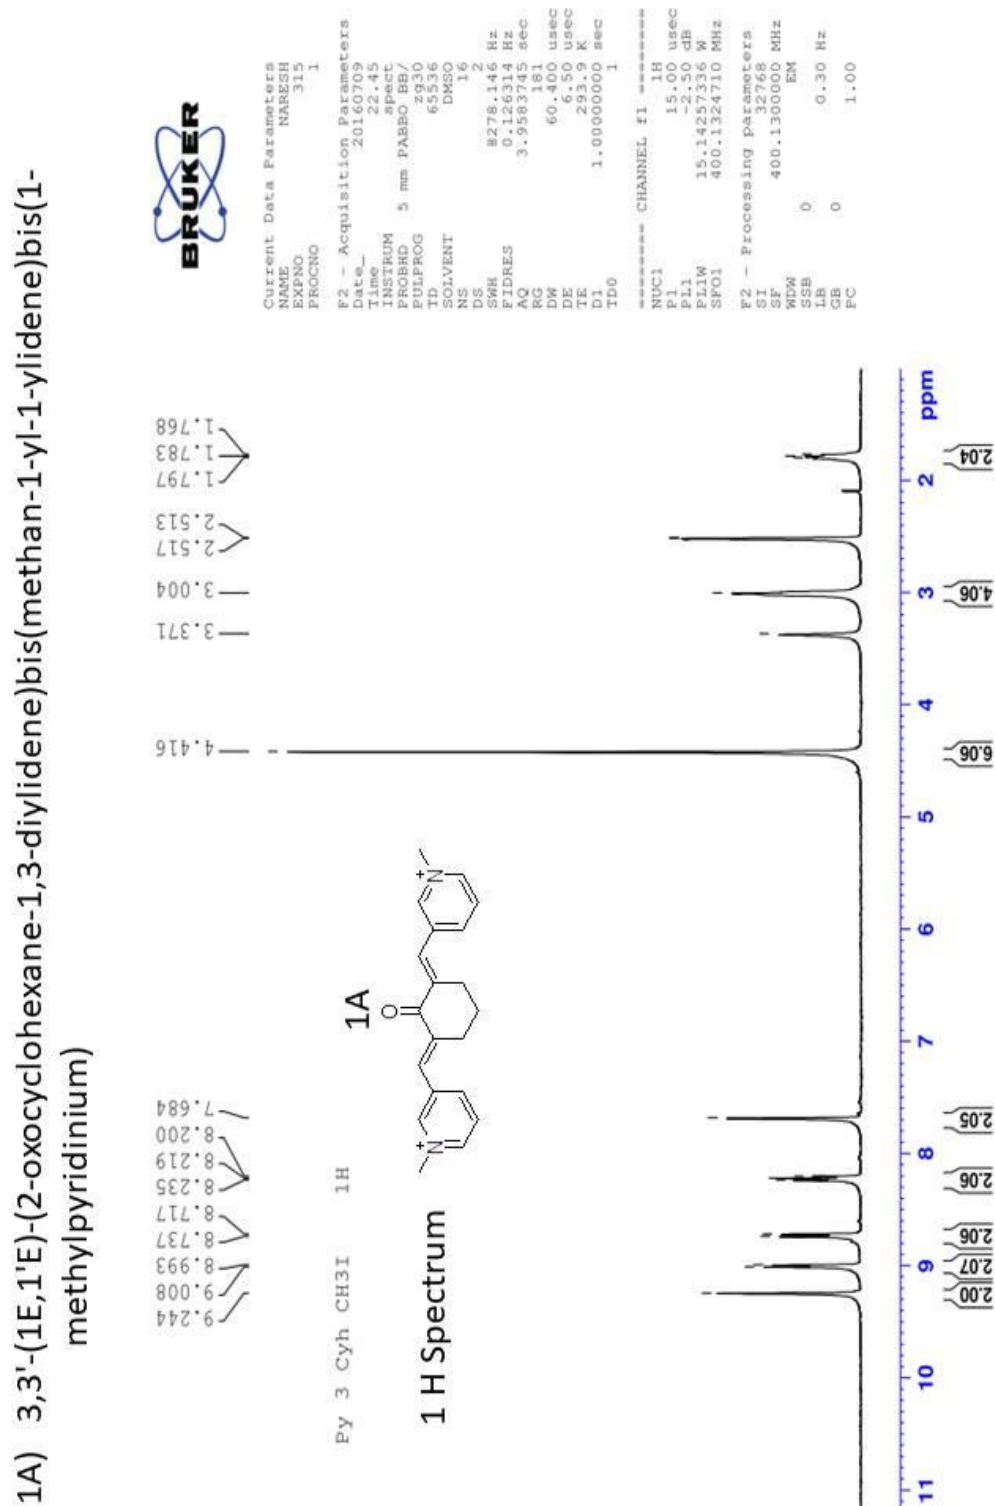 1A) 3,3'-(1E,1'E)-(2-oxocyclohexane-1,3-diylidene)bis(methan-1-yl-1-ylidene)bis(1-
methylpyridinium)
BRUKER
Current Data Parameters
NAME NARESH
EXPNO 315
PROCNO 1
F2 - Acquisition Parameters
Date_ 20160709
Time 22.45
INSTRUM spect
PROBHD 5 mm PABBO BB/
PULPROG zg30
TD 65536
SOLVENT DMSO
NS 16
DS 2
SWH 8278.146 Hz
FIDRES 0.126314 Hz
AQ 3.9583745 sec
RG 181
DW 60.400 usec
DE 6.50 usec
TE 293.9 K
D1 1.00000000 sec
TD0 1
======== CHANNEL f1 ========
NUC1 1H
P1 15.00 usec
PL1 -2.50 dB
PL1W 15.14257336 W
SFO1 400.1324710 MHz
F2 - Processing parameters
SI 32768
SF 400.1300000 MHz
WDW EM
SSB 0
LB 0.30 Hz
GB 0
PC 1.00
9.244
9.008
8.993
8.737
8.717
8.235
8.219
8.200
7.684
4.416
3.371
3.004
2.517
2.513
1.797
1.783
1.768
Py 3 Cyh CH3I 1H
1A
O
N+
N+
1 H Spectrum
11 10 9 8 7 6 5 4 3 2 ppm
2.00
2.07
2.06
2.06
2.05
6.06
4.06
2.04